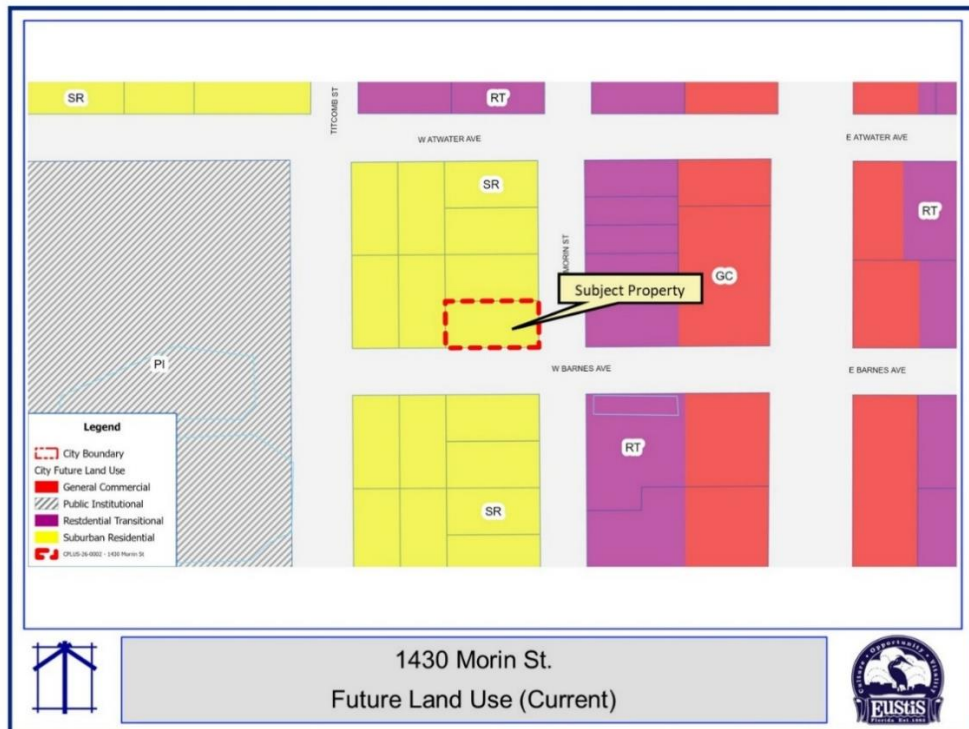 SR
RT
TITCOMB ST
W ATWATER AVE
E ATWATER AVE
SR
RT
MORIN ST
GC
Subject Property
PI
W BARNES AVE
E BARNES AVE
Legend
City Boundary
City Future Land Use
General Commercial
Public Institutional
Restdential Transitional
Suburban Residential
CPLUS-26-0002 - 1430 Morin St
RT
SR
1430 Morin St.
Future Land Use (Current)
Culture • Opportunity • Vitality
EUSTIS
Florida Est. 1883